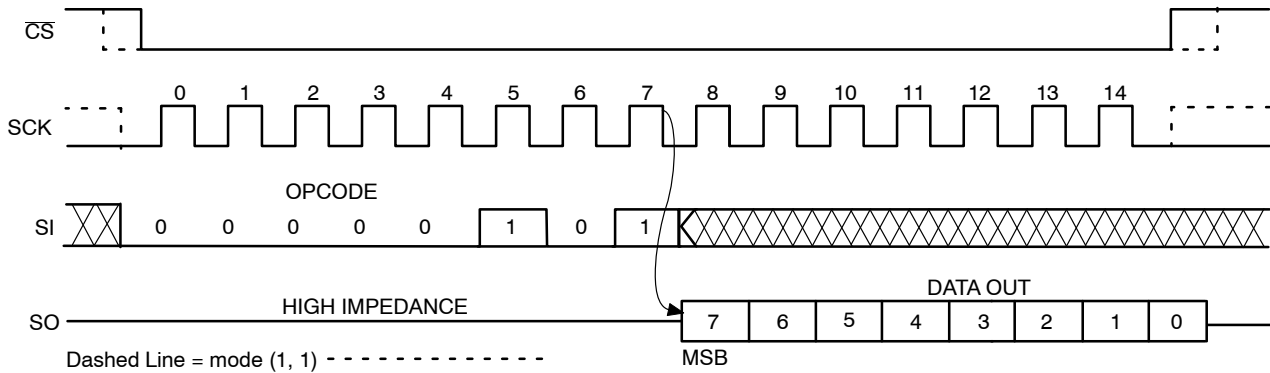 CS
0 1 2 3 4 5 6 7 8 9 10 11 12 13 14
SCK
OPCODE
SI 0 0 0 0 0 1 0 1
HIGH IMPEDANCE
DATA OUT
SO 7 6 5 4 3 2 1 0
Dashed Line = mode (1, 1)
MSB